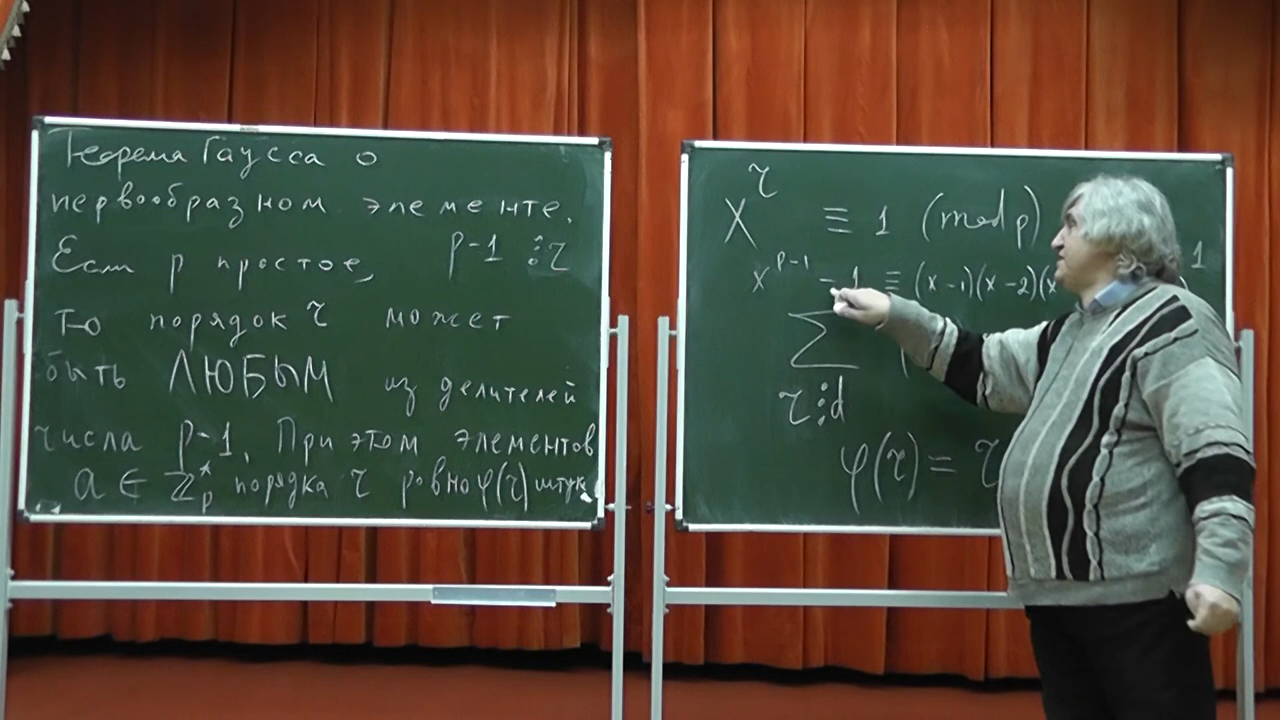 Теорема Гаусса о
первообразном элементе.
Если p простое, p-1 ⋮ r
то порядок r может
быть ЛЮБЫМ из делителей
числа p-1. При этом элементов
a ∈ ℤ*ₚ порядка r равно φ(r) штук
X^r ≡ 1 (mod p)
x^{p-1} - 1 ≡ (x-1)(x-2)(x 1
∑ (
r ⋮ d
φ(r) = r